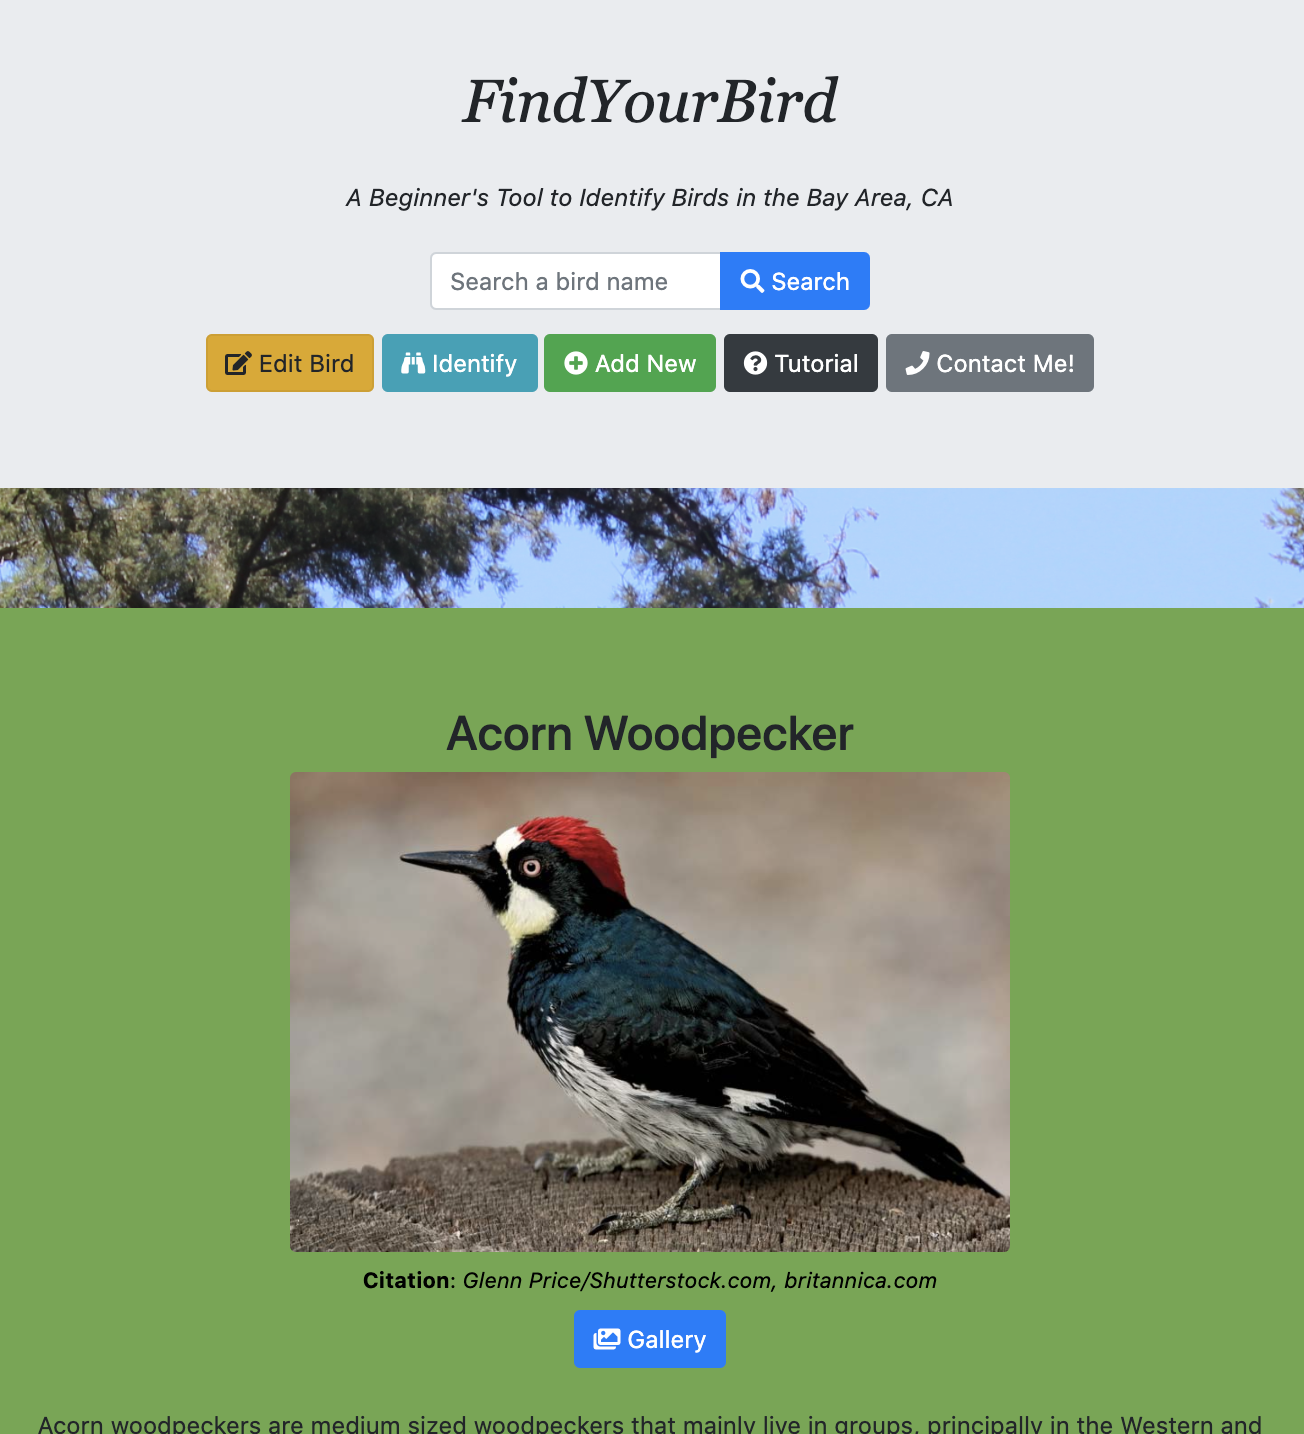 FindYourBird
A Beginner's Tool to Identify Birds in the Bay Area, CA
Search a bird name
Search
Edit Bird
Identify
Add New
Tutorial
Contact Me!
Acorn Woodpecker
Citation: Glenn Price/Shutterstock.com, britannica.com
Gallery
Acorn woodpeckers are medium sized woodpeckers that mainly live in groups, principally in the Western and